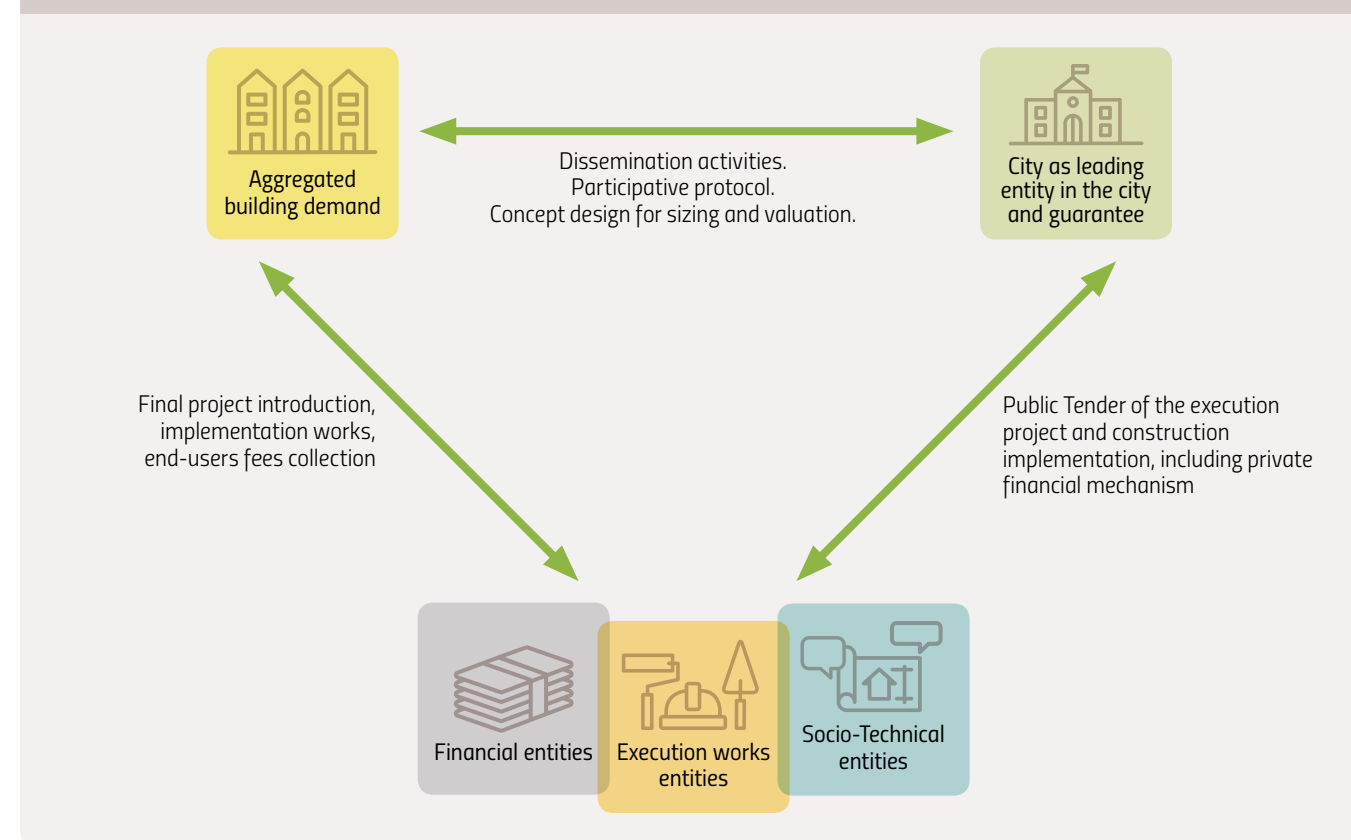 Aggregated
building demand
Dissemination activities.
Participative protocol.
Concept design for sizing and valuation.
City as leading
entity in the city
and guarantee
Final project introduction,
implementation works,
end-users fees collection
Public Tender of the execution
project and construction
implementation, including private
financial mechanism
Financial entities
Execution works
entities
Socio-Technical
entities